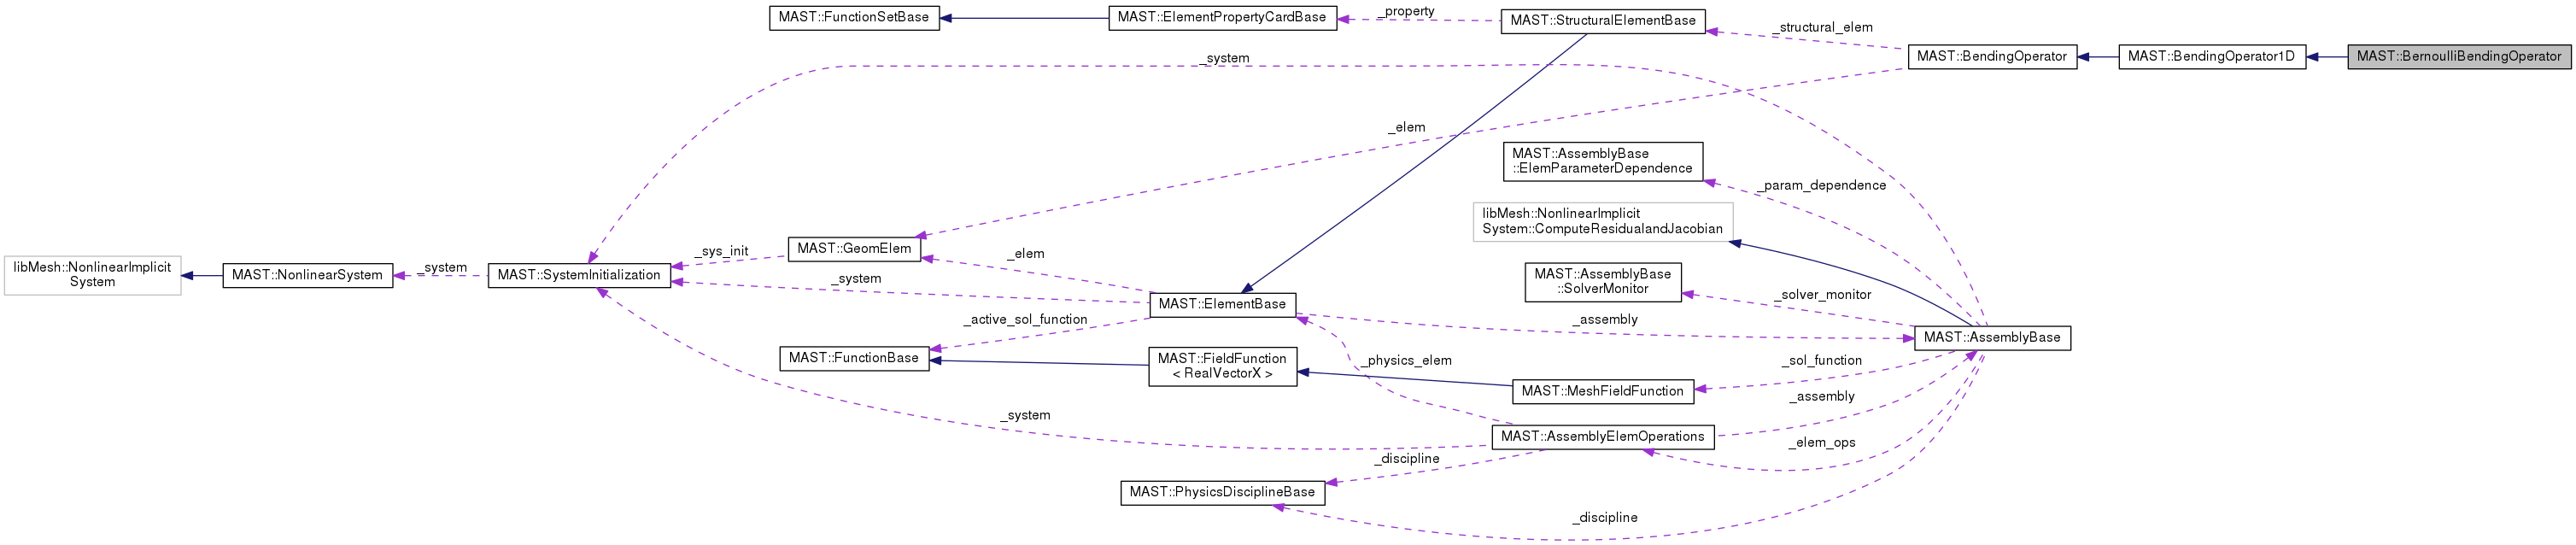 MAST::FunctionSetBase
MAST::ElementPropertyCardBase
_property
MAST::StructuralElementBase
_structural_elem
MAST::BendingOperator
MAST::BendingOperator1D
MAST::BernoulliBendingOperator
_system
_elem
MAST::AssemblyBase
::ElemParameterDependence
_param_dependence
libMesh::NonlinearImplicit
System::ComputeResidualandJacobian
MAST::GeomElem
_sys_init
_elem
libMesh::NonlinearImplicit
System
MAST::NonlinearSystem
_system
MAST::SystemInitialization
_system
MAST::AssemblyBase
::SolverMonitor
_solver_monitor
MAST::ElementBase
_active_sol_function
_assembly
MAST::AssemblyBase
MAST::FunctionBase
MAST::FieldFunction
< RealVectorX >
_physics_elem
_sol_function
MAST::MeshFieldFunction
_assembly
_system
MAST::AssemblyElemOperations
_elem_ops
_discipline
MAST::PhysicsDisciplineBase
_discipline